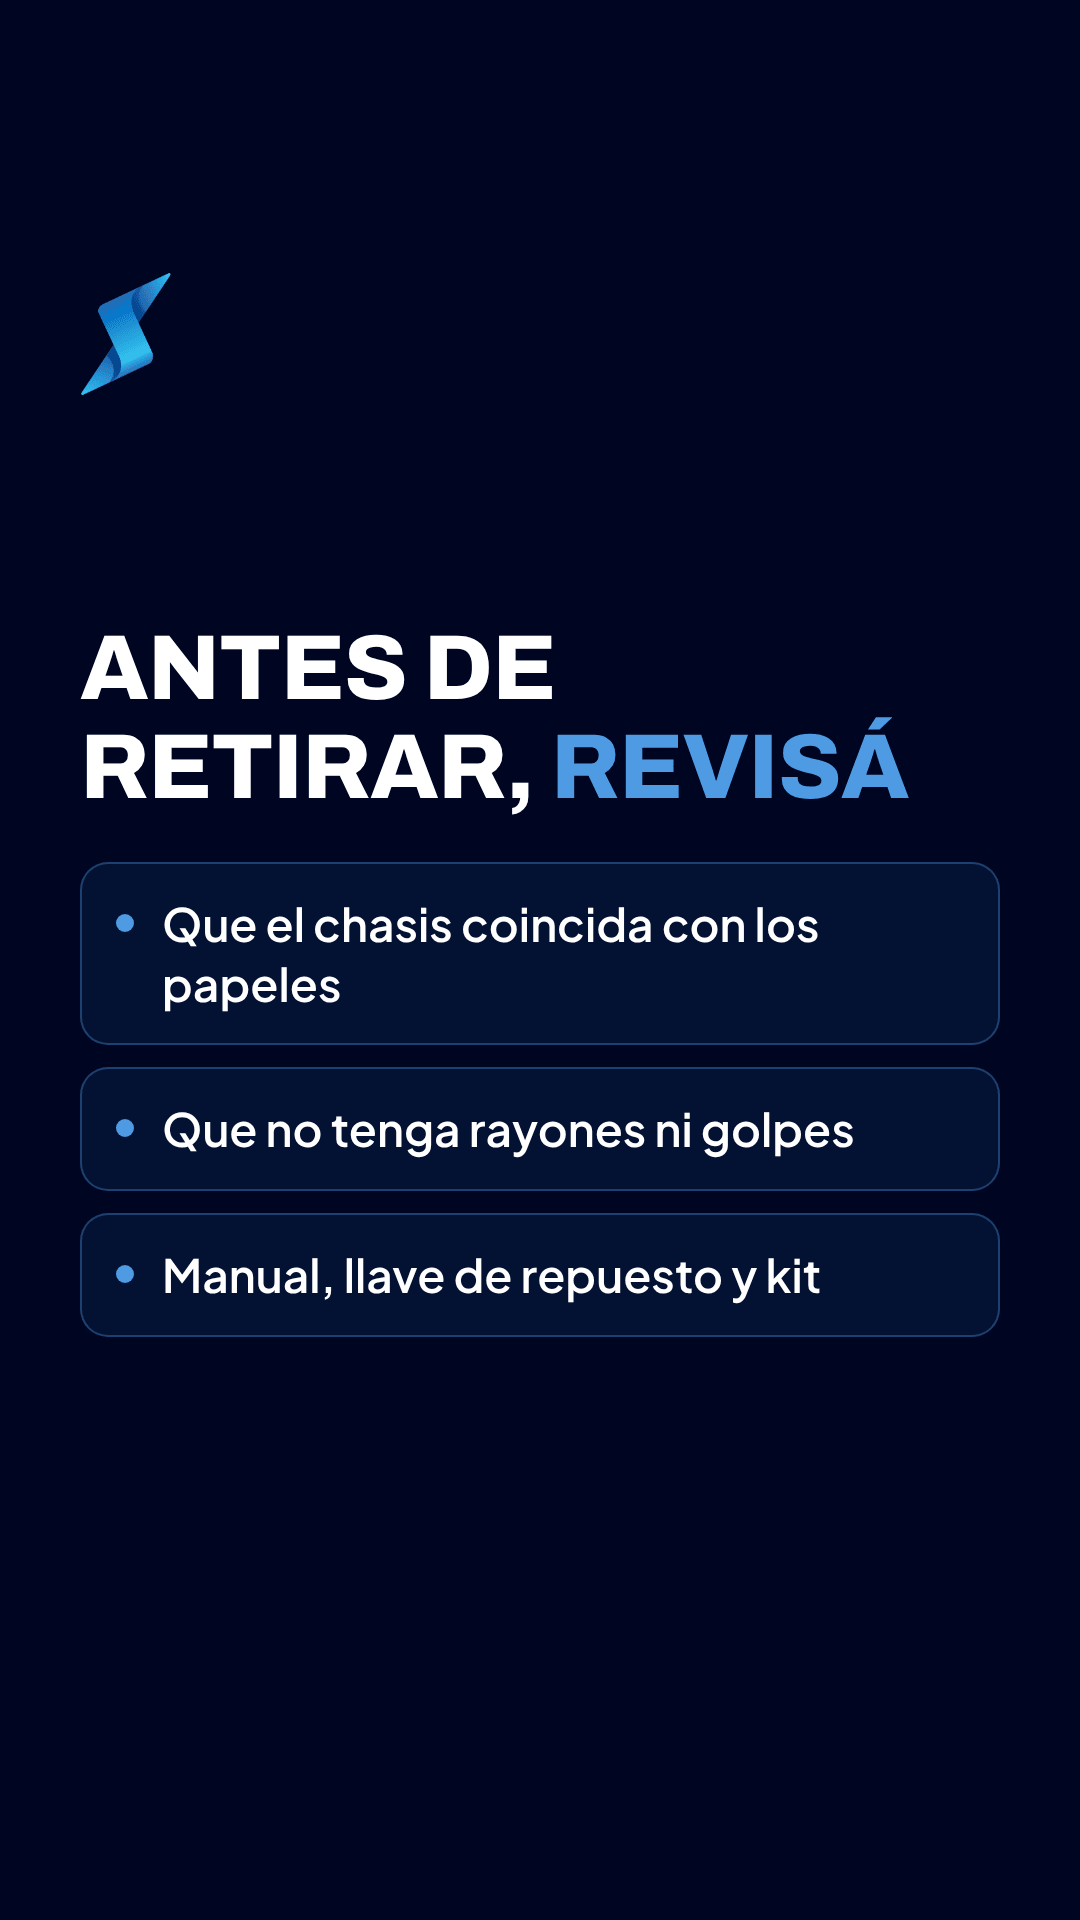 ANTES DE
RETIRAR, REVISÁ
Que el chasis coincida con los
papeles
Que no tenga rayones ni golpes
Manual, llave de repuesto y kit